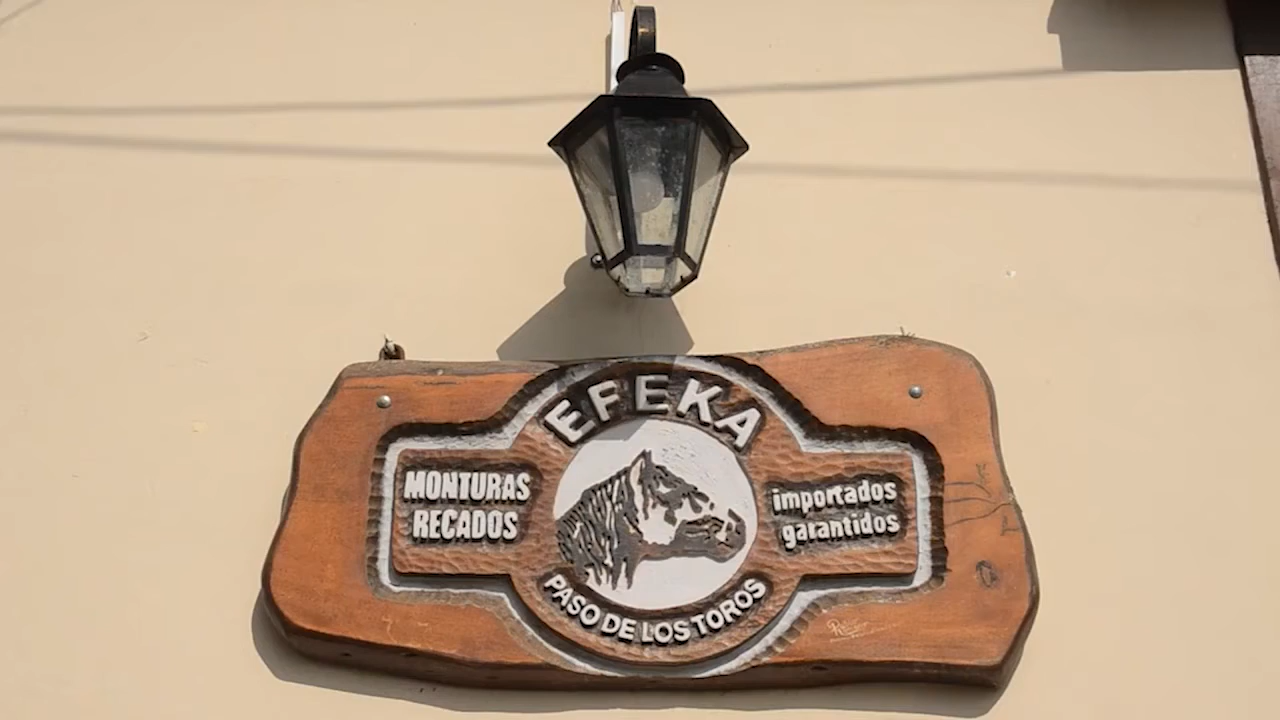 EFEKA
MONTURAS
RECADOS
importados
garantidos
PASO DE LOS TOROS